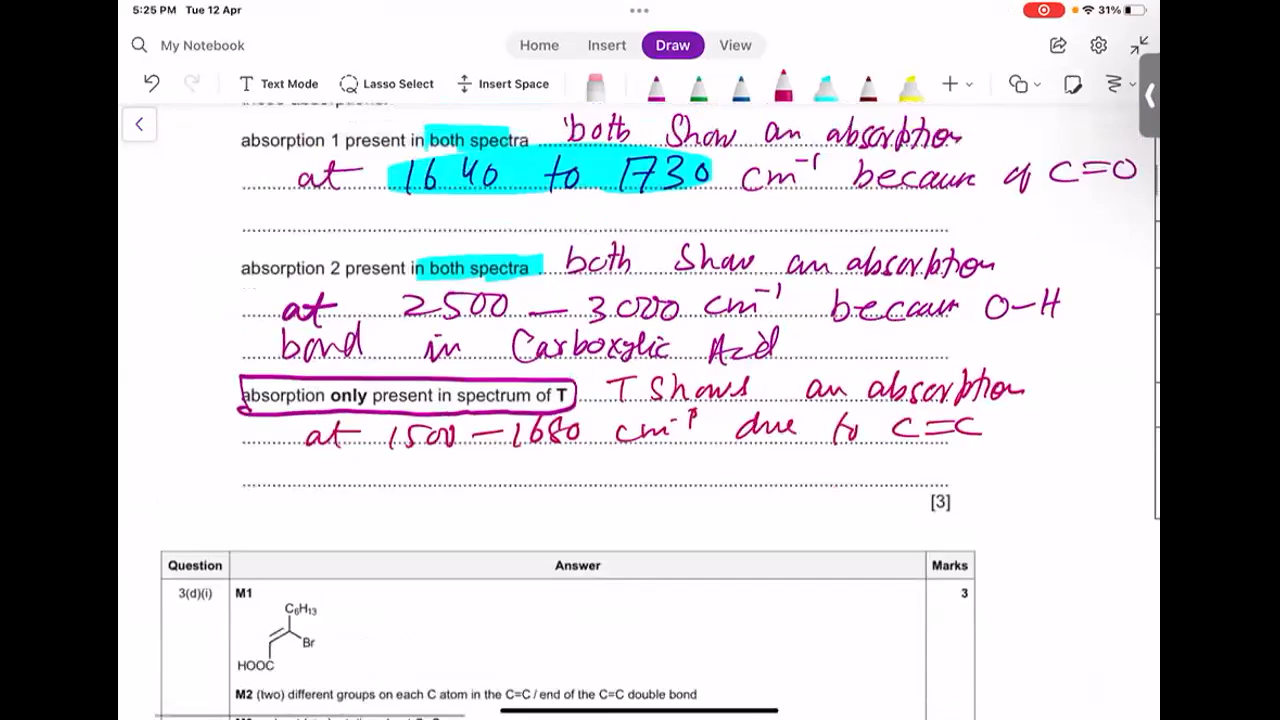 5:25 PM Tue 12 Apr
31%
My Notebook
Home Insert Draw View
Text Mode Lasso Select Insert Space
absorption 1 present in both spectra both show an absorption
at 1640 to 1730 cm⁻¹ because of C=O
absorption 2 present in both spectra both show an absorption
at 2500 – 3000 cm⁻¹ because O–H
bond in Carboxylic Acid
absorption only present in spectrum of T T shows an absorption
at 1500 – 1680 cm⁻¹ due to C=C
[3]
Question Answer Marks
3(d)(i) M1 3
C₆H₁₃
Br
HOOC
M2 (two) different groups on each C atom in the C=C / end of the C=C double bond